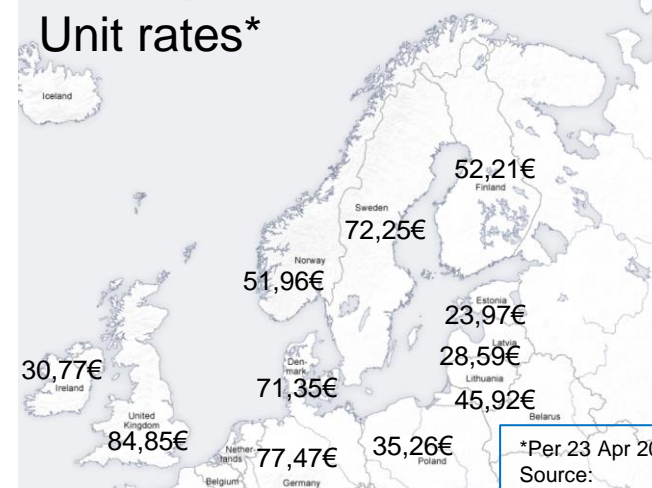 Unit rates*
Iceland
52,21€
Finland
Sweden
72,25€
Norway
51,96€
Estonia
23,97€
Latvia
28,59€
Lithuania
45,92€
Belarus
30,77€
Ireland
Den-
mark
71,35€
United
Kingdom
84,85€
Nether-
lands
77,47€
Germany
35,26€
Poland
Belgium
*Per 23 Apr 20
Source: